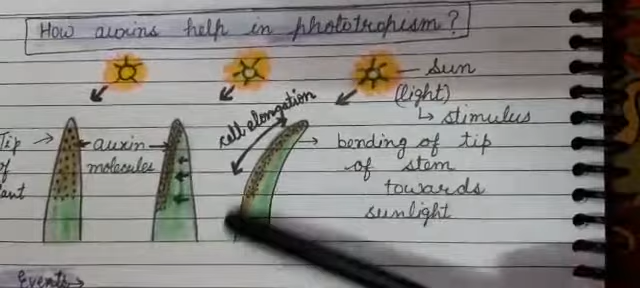 How auxins help in phototropism?
Sun
(light)
↳ stimulus
cell elongation
Tip
of
ant
auxin
molecules
bending of tip
of stem
towards
sunlight
Events→